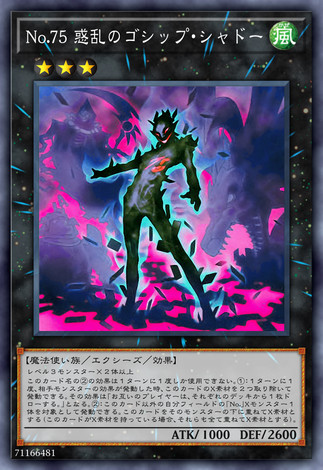 No.75 惑乱のゴシップ・シャドー
風
【魔法使い族／エクシーズ／効果】
レベル３モンスター×２体以上
このカード名の②の効果は１ターンに１度しか使用できない。①：１ターンに１
度、相手モンスターの効果が発動した時、このカードのX素材を２つ取り除いて
発動できる。その効果は「お互いのプレイヤーは、それぞれのデッキから１枚ド
ローする」となる。②：このカード以外の自分フィールドの「No.」Xモンスター１
体を対象として発動できる。このカードをそのモンスターの下に重ねてX素材と
する（このカードがX素材を持っている場合、それらも全て重ねてX素材とする）。
ATK/ 1000 DEF/2600
71166481